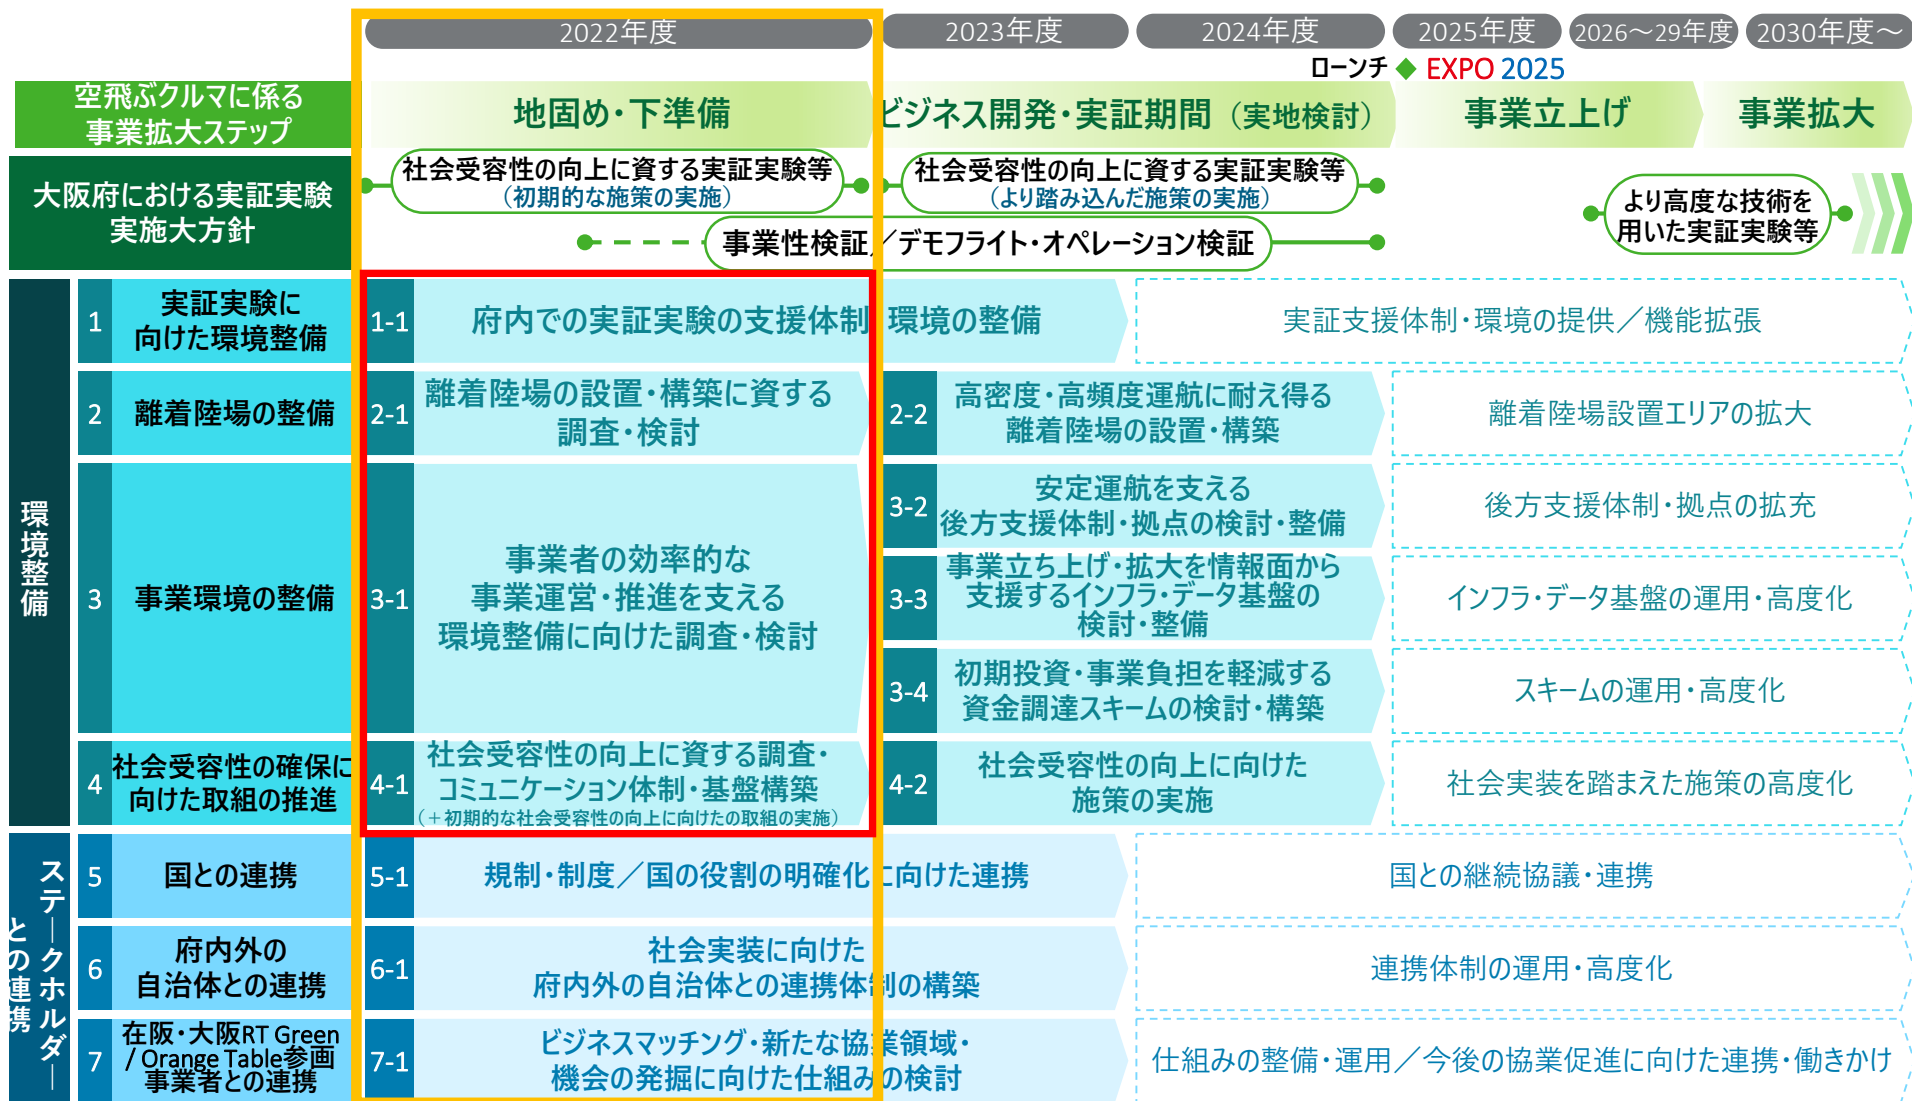 2022年度
2023年度
2024年度
2025年度
2026～29年度
2030年度～
ローンチ ◆ EXPO 2025
空飛ぶクルマに係る
事業拡大ステップ
地固め・下準備
ビジネス開発・実証期間（実地検討）
事業立上げ
事業拡大
大阪府における実証実験
実施大方針
社会受容性の向上に資する実証実験等
（初期的な施策の実施）
社会受容性の向上に資する実証実験等
（より踏み込んだ施策の実施）
事業性検証／デモフライト・オペレーション検証
より高度な技術を
用いた実証実験等
環境整備
1
実証実験に
向けた環境整備
1-1
府内での実証実験の支援体制 環境の整備
実証支援体制・環境の提供／機能拡張
2
離着陸場の整備
2-1
離着陸場の設置・構築に資する
調査・検討
2-2
高密度・高頻度運航に耐え得る
離着陸場の設置・構築
離着陸場設置エリアの拡大
3
事業環境の整備
3-1
事業者の効率的な
事業運営・推進を支える
環境整備に向けた調査・検討
3-2
安定運航を支える
後方支援体制・拠点の検討・整備
後方支援体制・拠点の拡充
3-3
事業立ち上げ・拡大を情報面から
支援するインフラ・データ基盤の
検討・整備
インフラ・データ基盤の運用・高度化
3-4
初期投資・事業負担を軽減する
資金調達スキームの検討・構築
スキームの運用・高度化
4
社会受容性の確保に
向けた取組の推進
4-1
社会受容性の向上に資する調査・
コミュニケーション体制・基盤構築
（＋初期的な社会受容性の向上に向けたの取組の実施）
4-2
社会受容性の向上に向けた
施策の実施
社会実装を踏まえた施策の高度化
ステークホルダー
との連携
5
国との連携
5-1
規制・制度／国の役割の明確化に向けた連携
国との継続協議・連携
6
府内外の
自治体との連携
6-1
社会実装に向けた
府内外の自治体との連携体制の構築
連携体制の運用・高度化
7
在阪・大阪RT Green
/ Orange Table参画
事業者との連携
7-1
ビジネスマッチング・新たな協業領域・
機会の発掘に向けた仕組みの検討
仕組みの整備・運用／今後の協業促進に向けた連携・働きかけ